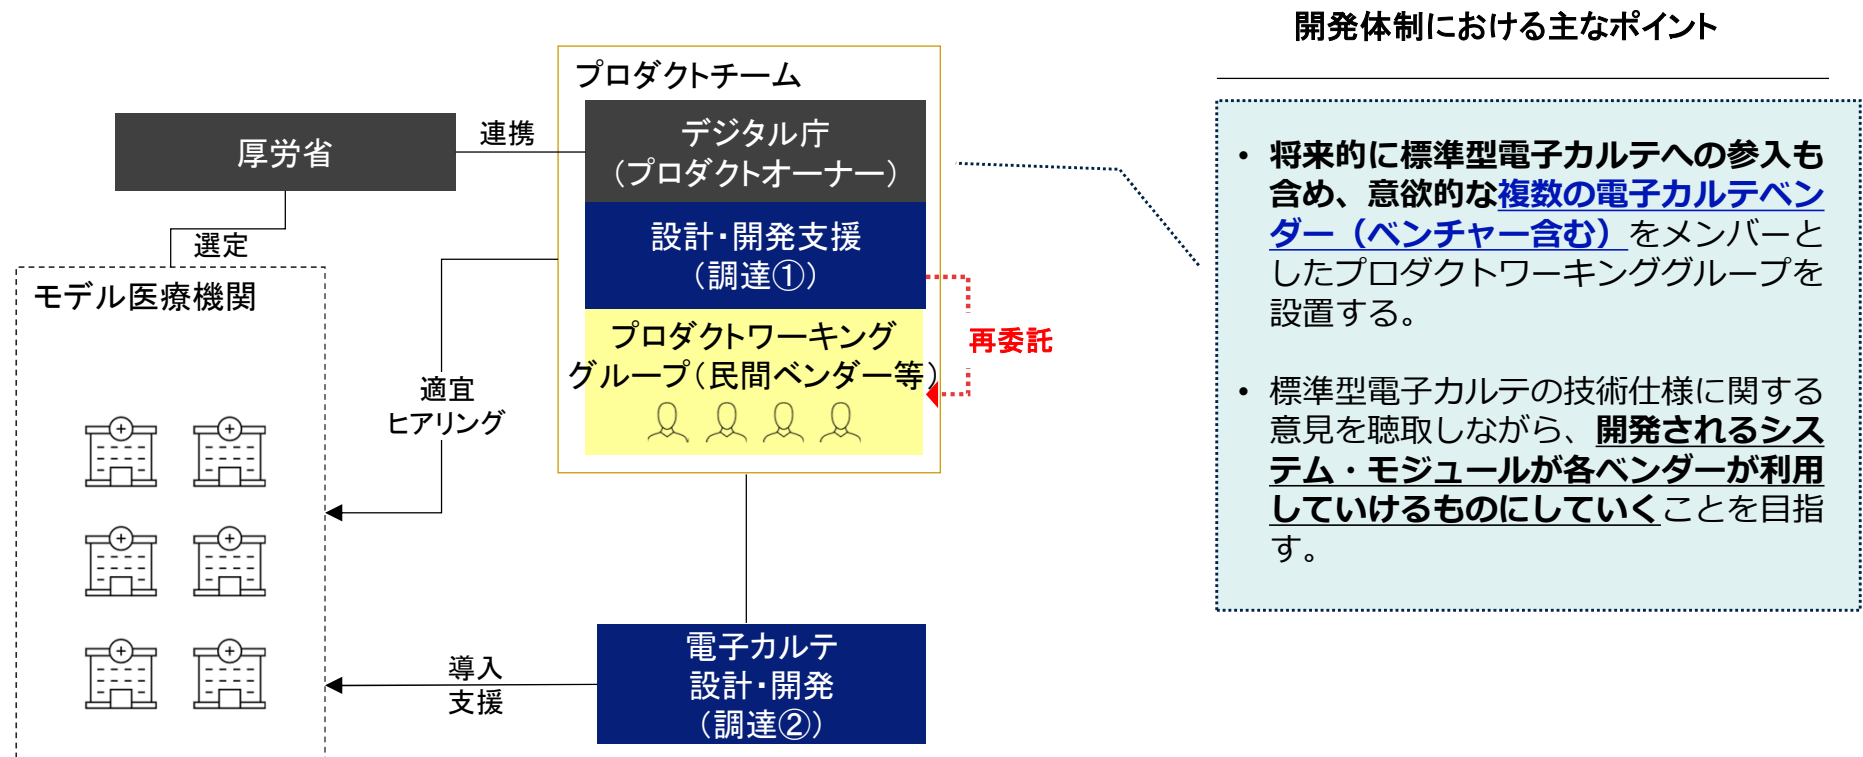 開発体制における主なポイント
プロダクトチーム
厚労省
連携
デジタル庁
（プロダクトオーナー）
設計・開発支援
（調達①）
プロダクトワーキング
グループ（民間ベンダー等）
再委託
選定
モデル医療機関
適宜
ヒアリング
導入
支援
電子カルテ
設計・開発
（調達②）
• 将来的に標準型電子カルテへの参入も
含め、意欲的な複数の電子カルテベン
ダー（ベンチャー含む）をメンバーと
したプロダクトワーキンググループを
設置する。
• 標準型電子カルテの技術仕様に関する
意見を聴取しながら、開発されるシス
テム・モジュールが各ベンダーが利用
していけるものにしていくことを目指
す。